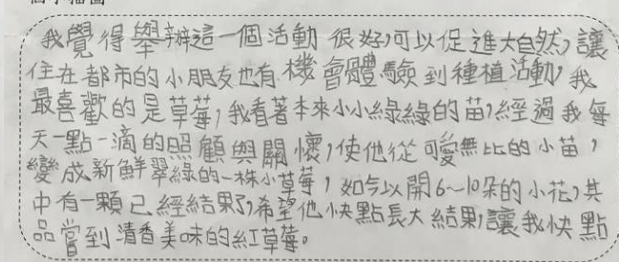 我覺得舉辦這一個活動很好,可以促進大自然,讓
住在都市的小朋友也有機會體驗到種植活動,我
最喜歡的是草莓,我看著本來小小綠綠的苗,經過我每
天一點一滴的照顧與關懷,使他從可愛無比的小苗,
變成新鮮翠綠的一株小草莓,如今以開6~10朵的小花,其
中有一顆已經結果了,希望他快點長大結果,讓我快點
品嘗到清香美味的紅草莓。